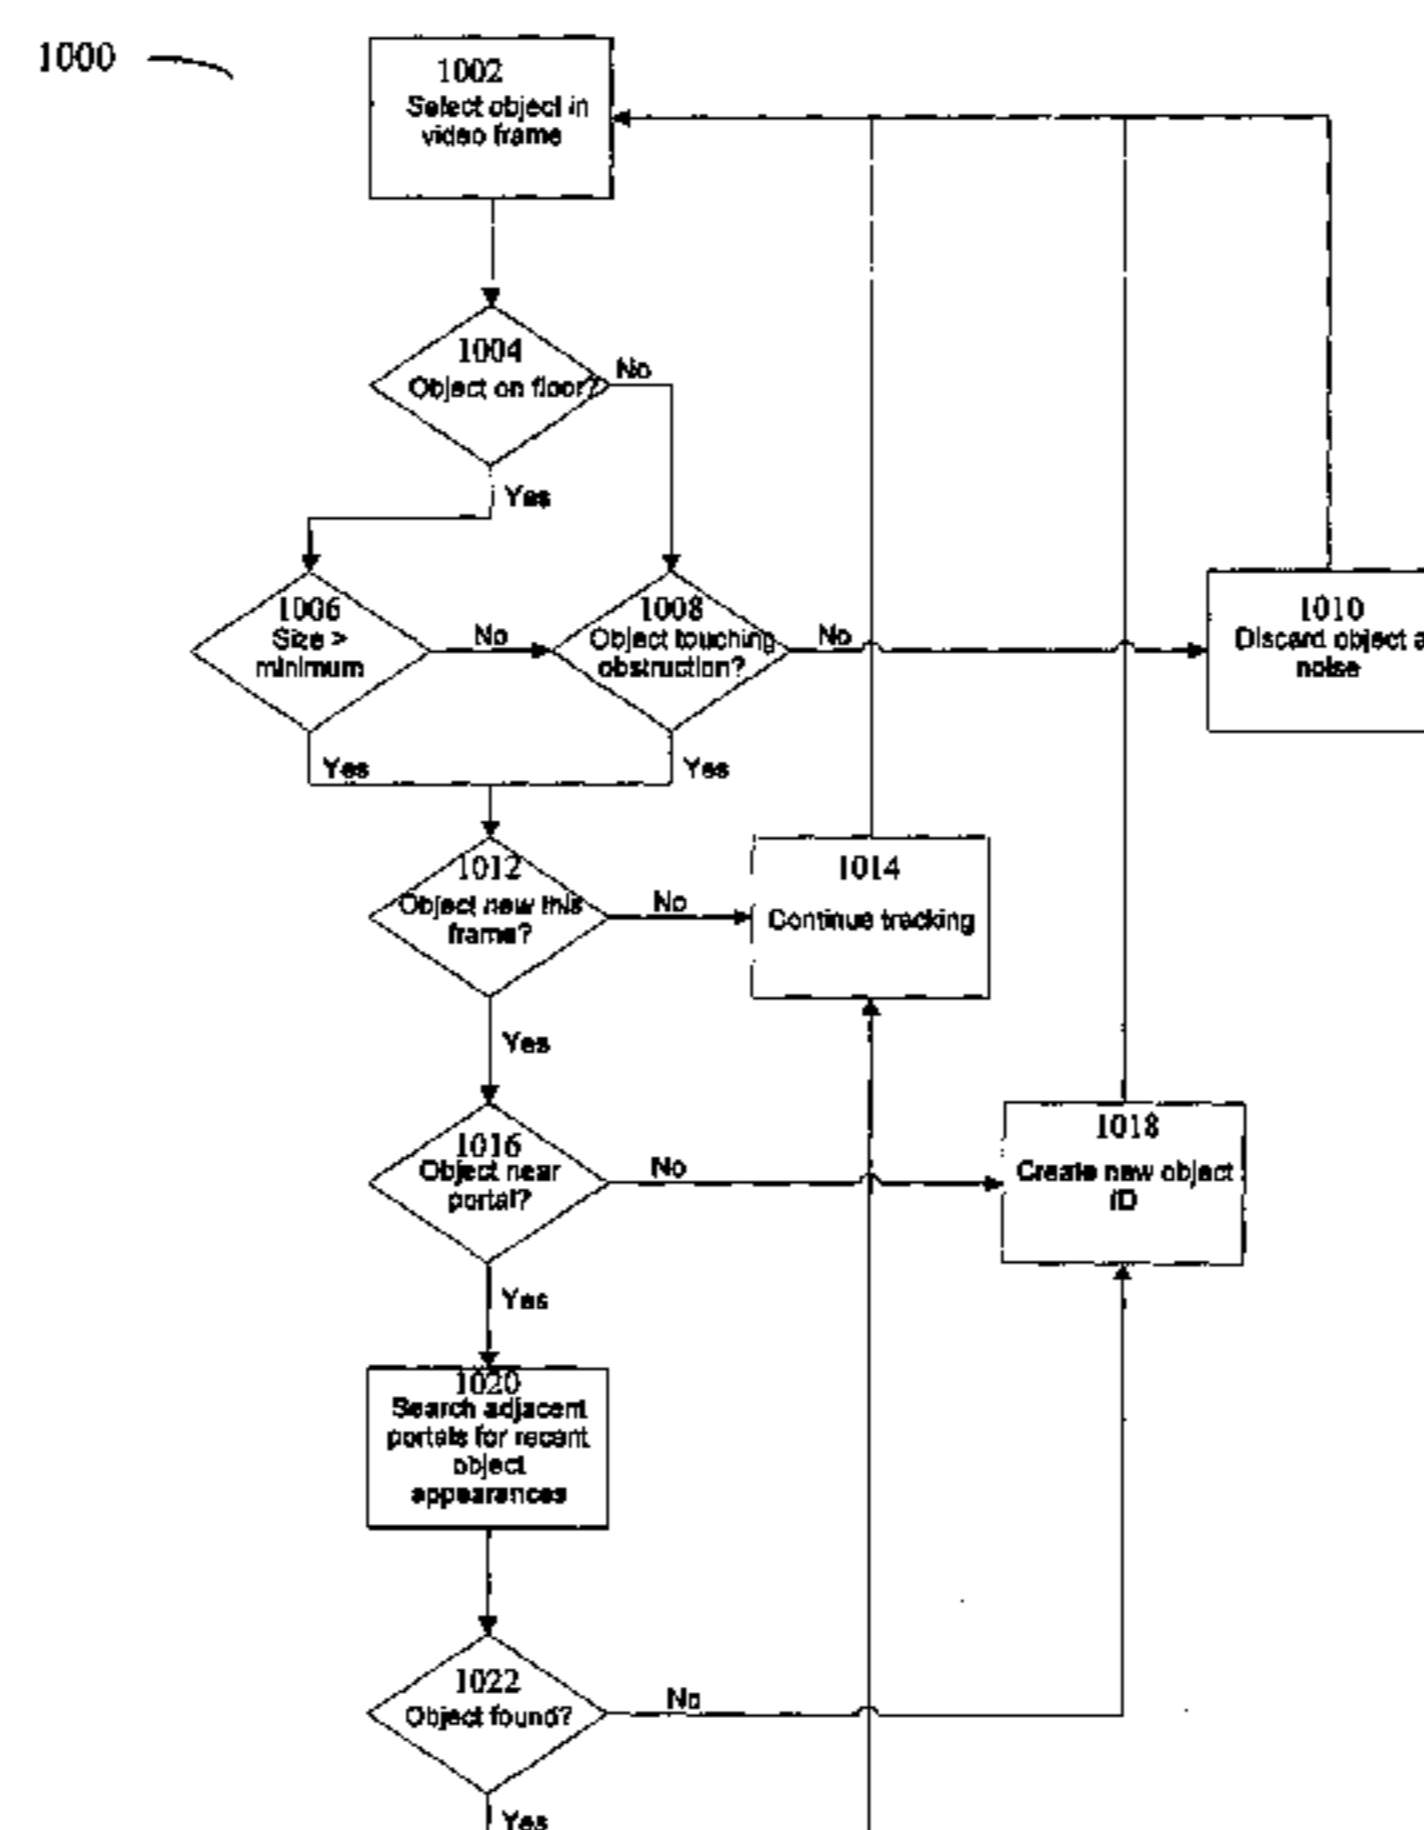 1000
1002
Select object in
video frame
1004
Object on floor?
No
Yes
1006
Size >
minimum
No
1008
Object touching
obstruction?
No
1010
Discard object a
noise
Yes
Yes
1012
Object new this
frame?
No
1014
Continue tracking
Yes
1016
Object near
portal?
No
1018
Create new object
ID
Yes
1020
Search adjacent
portals for recent
object
appearances
1022
Object found?
No
Yes